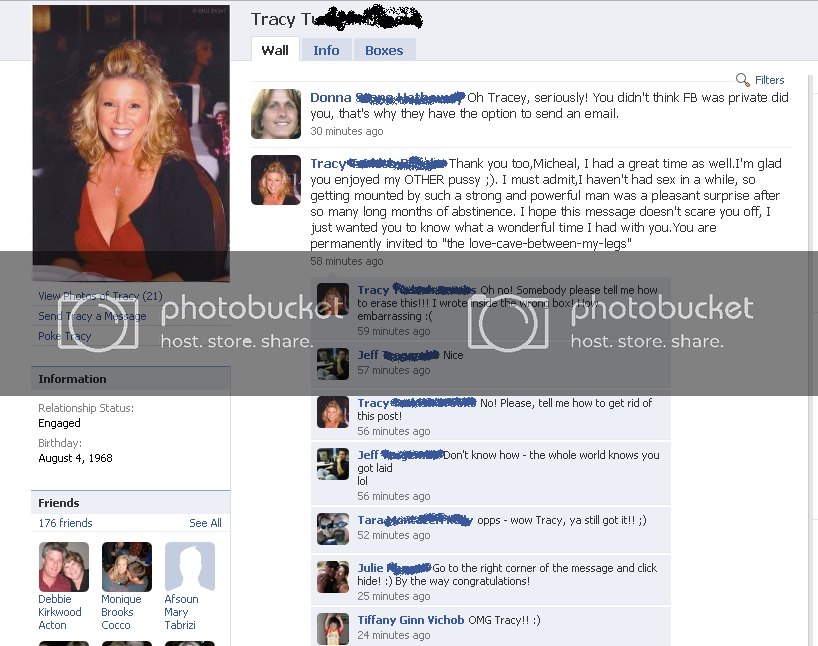 © SKU 24347
Tracy T
Wall
Info
Boxes
Filters
Donna Oh Tracey, seriously! You didn't think FB was private did
you, that's why they have the option to send an email.
30 minutes ago
Tracy Thank you too,Micheal, I had a great time as well.I'm glad
you enjoyed my OTHER pussy ;). I must admit,I haven't had sex in a while, so
getting mounted by such a strong and powerful man was a pleasant surprise after
so many long months of abstinence. I hope this message doesn't scare you off, I
just wanted you to know what a wonderful time I had with you.You are
permanently invited to "the love-cave-between-my-legs"
58 minutes ago
Tracy Oh no! Somebody please tell me how
to erase this!!! I wrote inside the wrong box! How
embarrassing :(
59 minutes ago
Jeff Nice
57 minutes ago
Tracy No! Please, tell me how to get rid of
this post!
56 minutes ago
Jeff Don't know how - the whole world knows you
got laid
lol
56 minutes ago
Tara opps - wow Tracy, ya still got it!! ;)
52 minutes ago
Julie Go to the right corner of the message and click
hide! :) By the way congratulations!
25 minutes ago
Tiffany Ginn Vichob OMG Tracy!! :)
24 minutes ago
View Photos of Tracy (21)
Send Tracy a Message
Poke Tracy
Information
Relationship Status:
Engaged
Birthday:
August 4, 1968
Friends
176 friends
See All
Debbie
Kirkwood
Acton
Monique
Brooks
Cocco
Afsoun
Mary
Tabrizi
photobucket
host. store. share.
photobucket
host. store. share.